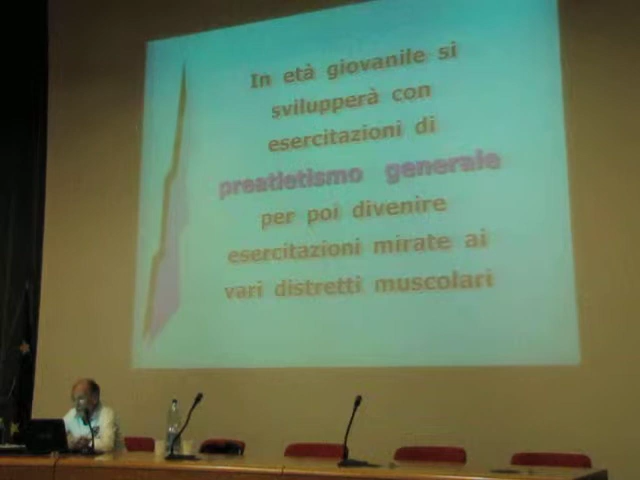 In età giovanile si
svilupperà con
esercitazioni di
preatletismo generale
per poi divenire
esercitazioni mirate ai
vari distretti muscolari